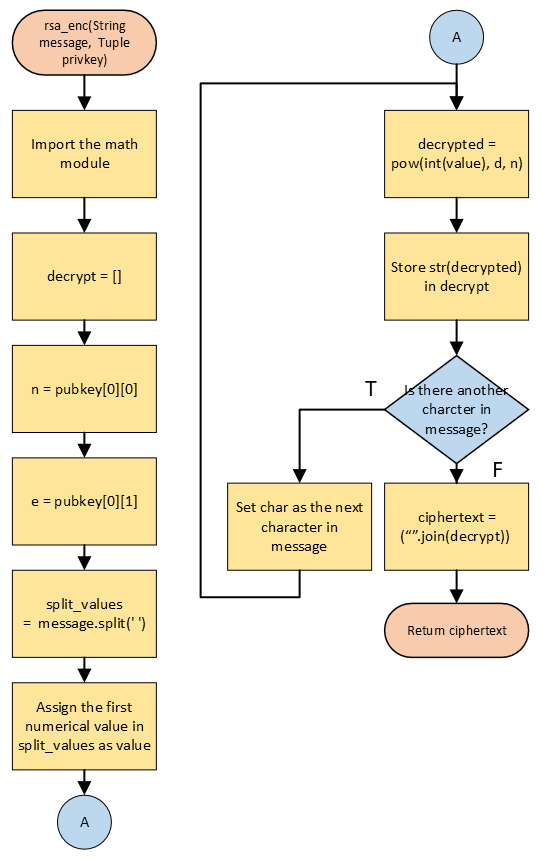 rsa_enc(String
message, Tuple
privkey)
Import the math
module
decrypt = []
n = pubkey[0][0]
e = pubkey[0][1]
split_values
= message.split(' ')
Assign the first
numerical value in
split_values as value
A
A
decrypted =
pow(int(value), d, n)
Store str(decrypted)
in decrypt
Is there another
charcter in
message?
T
F
Set char as the next
character in
message
ciphertext =
(“”.join(decrypt))
Return ciphertext